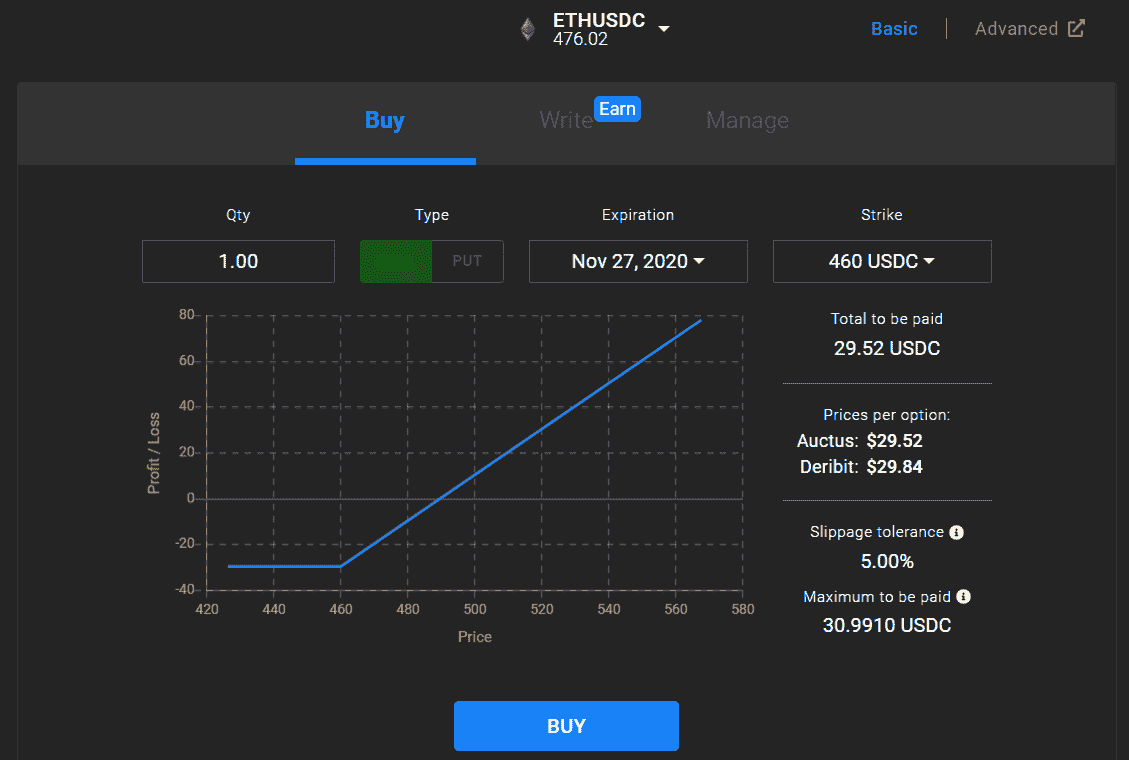 ETHUSDC
476.02
Basic
Advanced
Buy
Write
Earn
Manage
Qty
Type
Expiration
Strike
1.00
PUT
Nov 27, 2020
460 USDC
80
60
40
20
0
-20
-40
Profit / Loss
420 440 460 480 500 520 540 560 580
Price
Total to be paid
29.52 USDC
Prices per option:
Auctus: $29.52
Deribit: $29.84
Slippage tolerance
5.00%
Maximum to be paid
30.9910 USDC
BUY